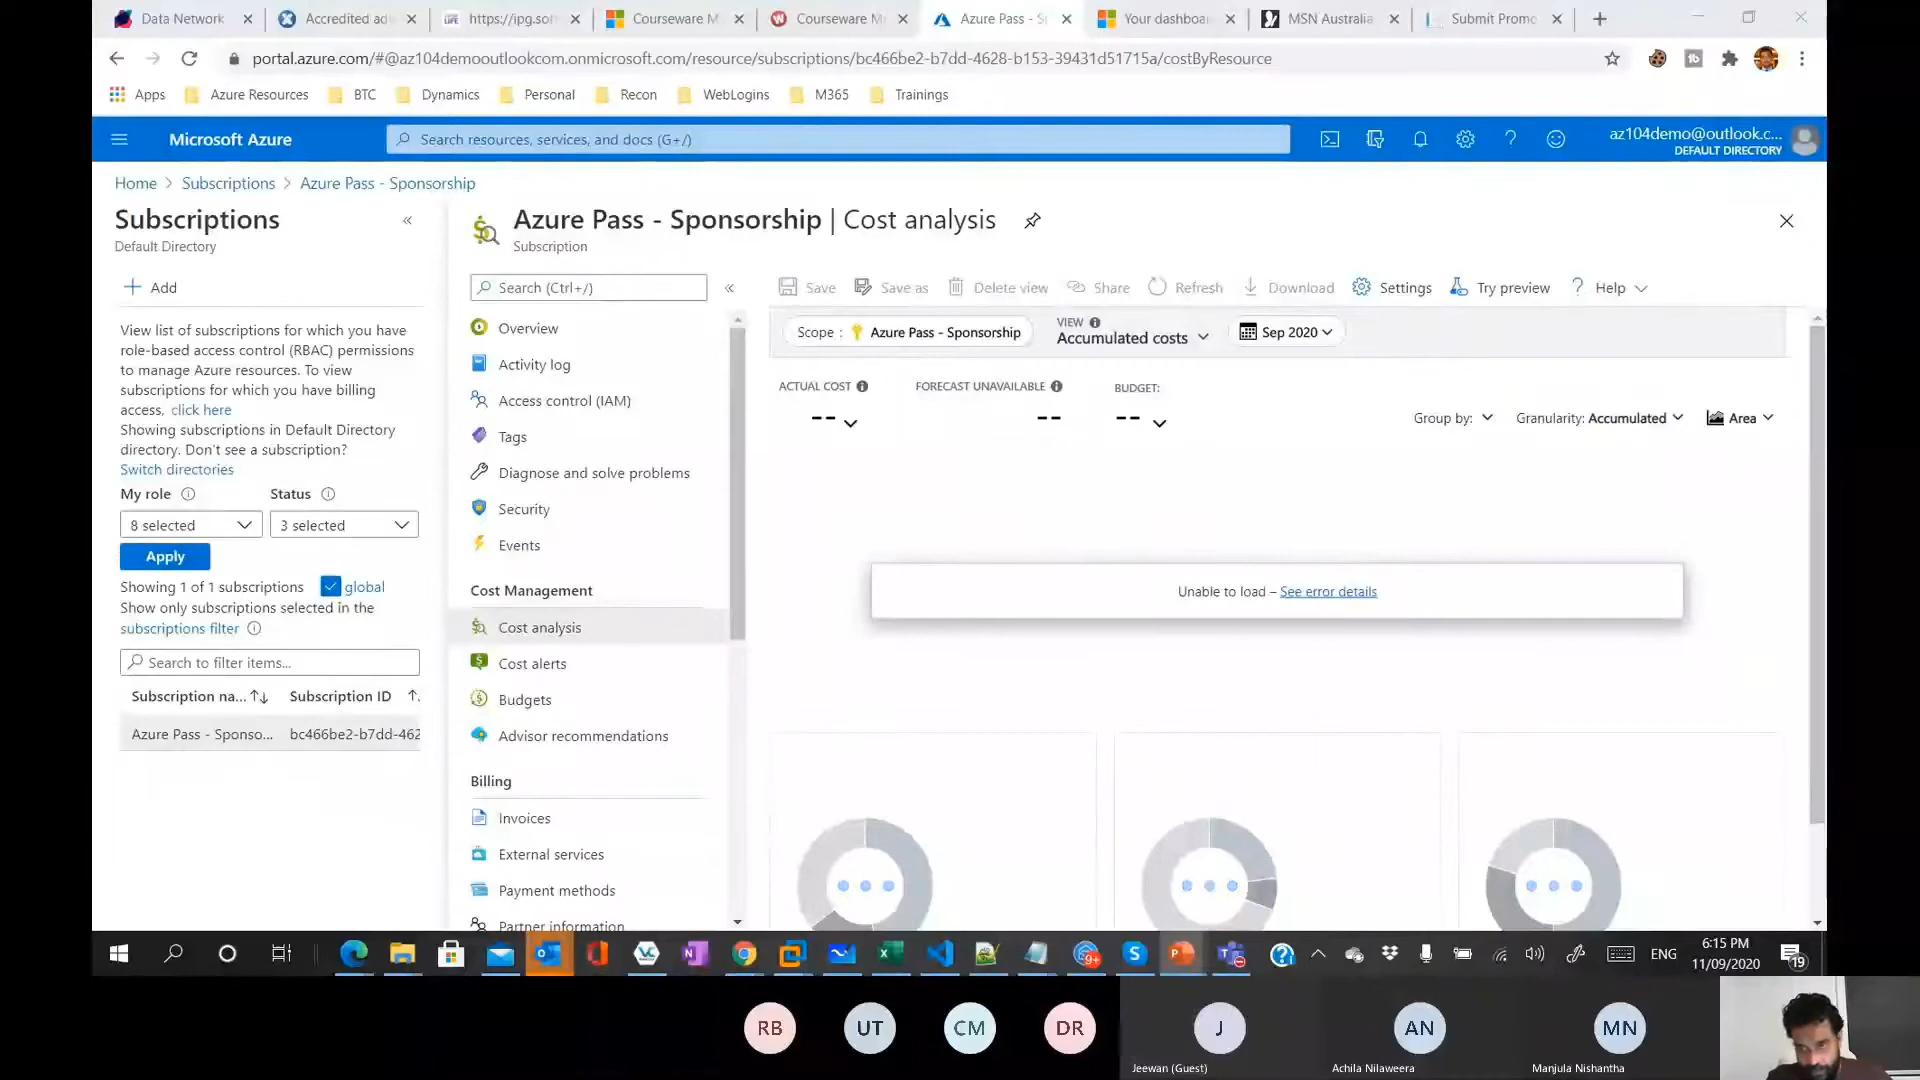 Data Network
Accredited ad
https://ipg.sor
Courseware M
Courseware M
Azure Pass - S
Your dashboa
MSN Australia
Submit Promo
portal.azure.com/#@az104demooutlookcom.onmicrosoft.com/resource/subscriptions/bc466be2-b7dd-4628-b153-39431d51715a/costByResource
Apps
Azure Resources
BTC
Dynamics
Personal
Recon
WebLogins
M365
Trainings
Microsoft Azure
Search resources, services, and docs (G+/)
az104demo@outlook.c...
DEFAULT DIRECTORY
Home > Subscriptions > Azure Pass - Sponsorship
Subscriptions
Default Directory
Add
View list of subscriptions for which you have
role-based access control (RBAC) permissions
to manage Azure resources. To view
subscriptions for which you have billing
access, click here
Showing subscriptions in Default Directory
directory. Don't see a subscription?
Switch directories
My role
Status
8 selected
3 selected
Apply
Showing 1 of 1 subscriptions global
Show only subscriptions selected in the
subscriptions filter
Search to filter items...
Subscription na...
Subscription ID
Azure Pass - Sponso...
bc466be2-b7dd-462
Azure Pass - Sponsorship | Cost analysis
Subscription
Search (Ctrl+/)
Overview
Activity log
Access control (IAM)
Tags
Diagnose and solve problems
Security
Events
Cost Management
Cost analysis
Cost alerts
Budgets
Advisor recommendations
Billing
Invoices
External services
Payment methods
Partner information
Save
Save as
Delete view
Share
Refresh
Download
Settings
Try preview
? Help
Scope : Azure Pass - Sponsorship
VIEW
Accumulated costs
Sep 2020
ACTUAL COST
--
FORECAST UNAVAILABLE
--
BUDGET:
--
Group by:
Granularity: Accumulated
Area
Unable to load – See error details
9+
ENG
6:15 PM
11/09/2020
19
RB
UT
CM
DR
J
AN
MN
Jeewan (Guest)
Achila Nilaweera
Manjula Nishantha